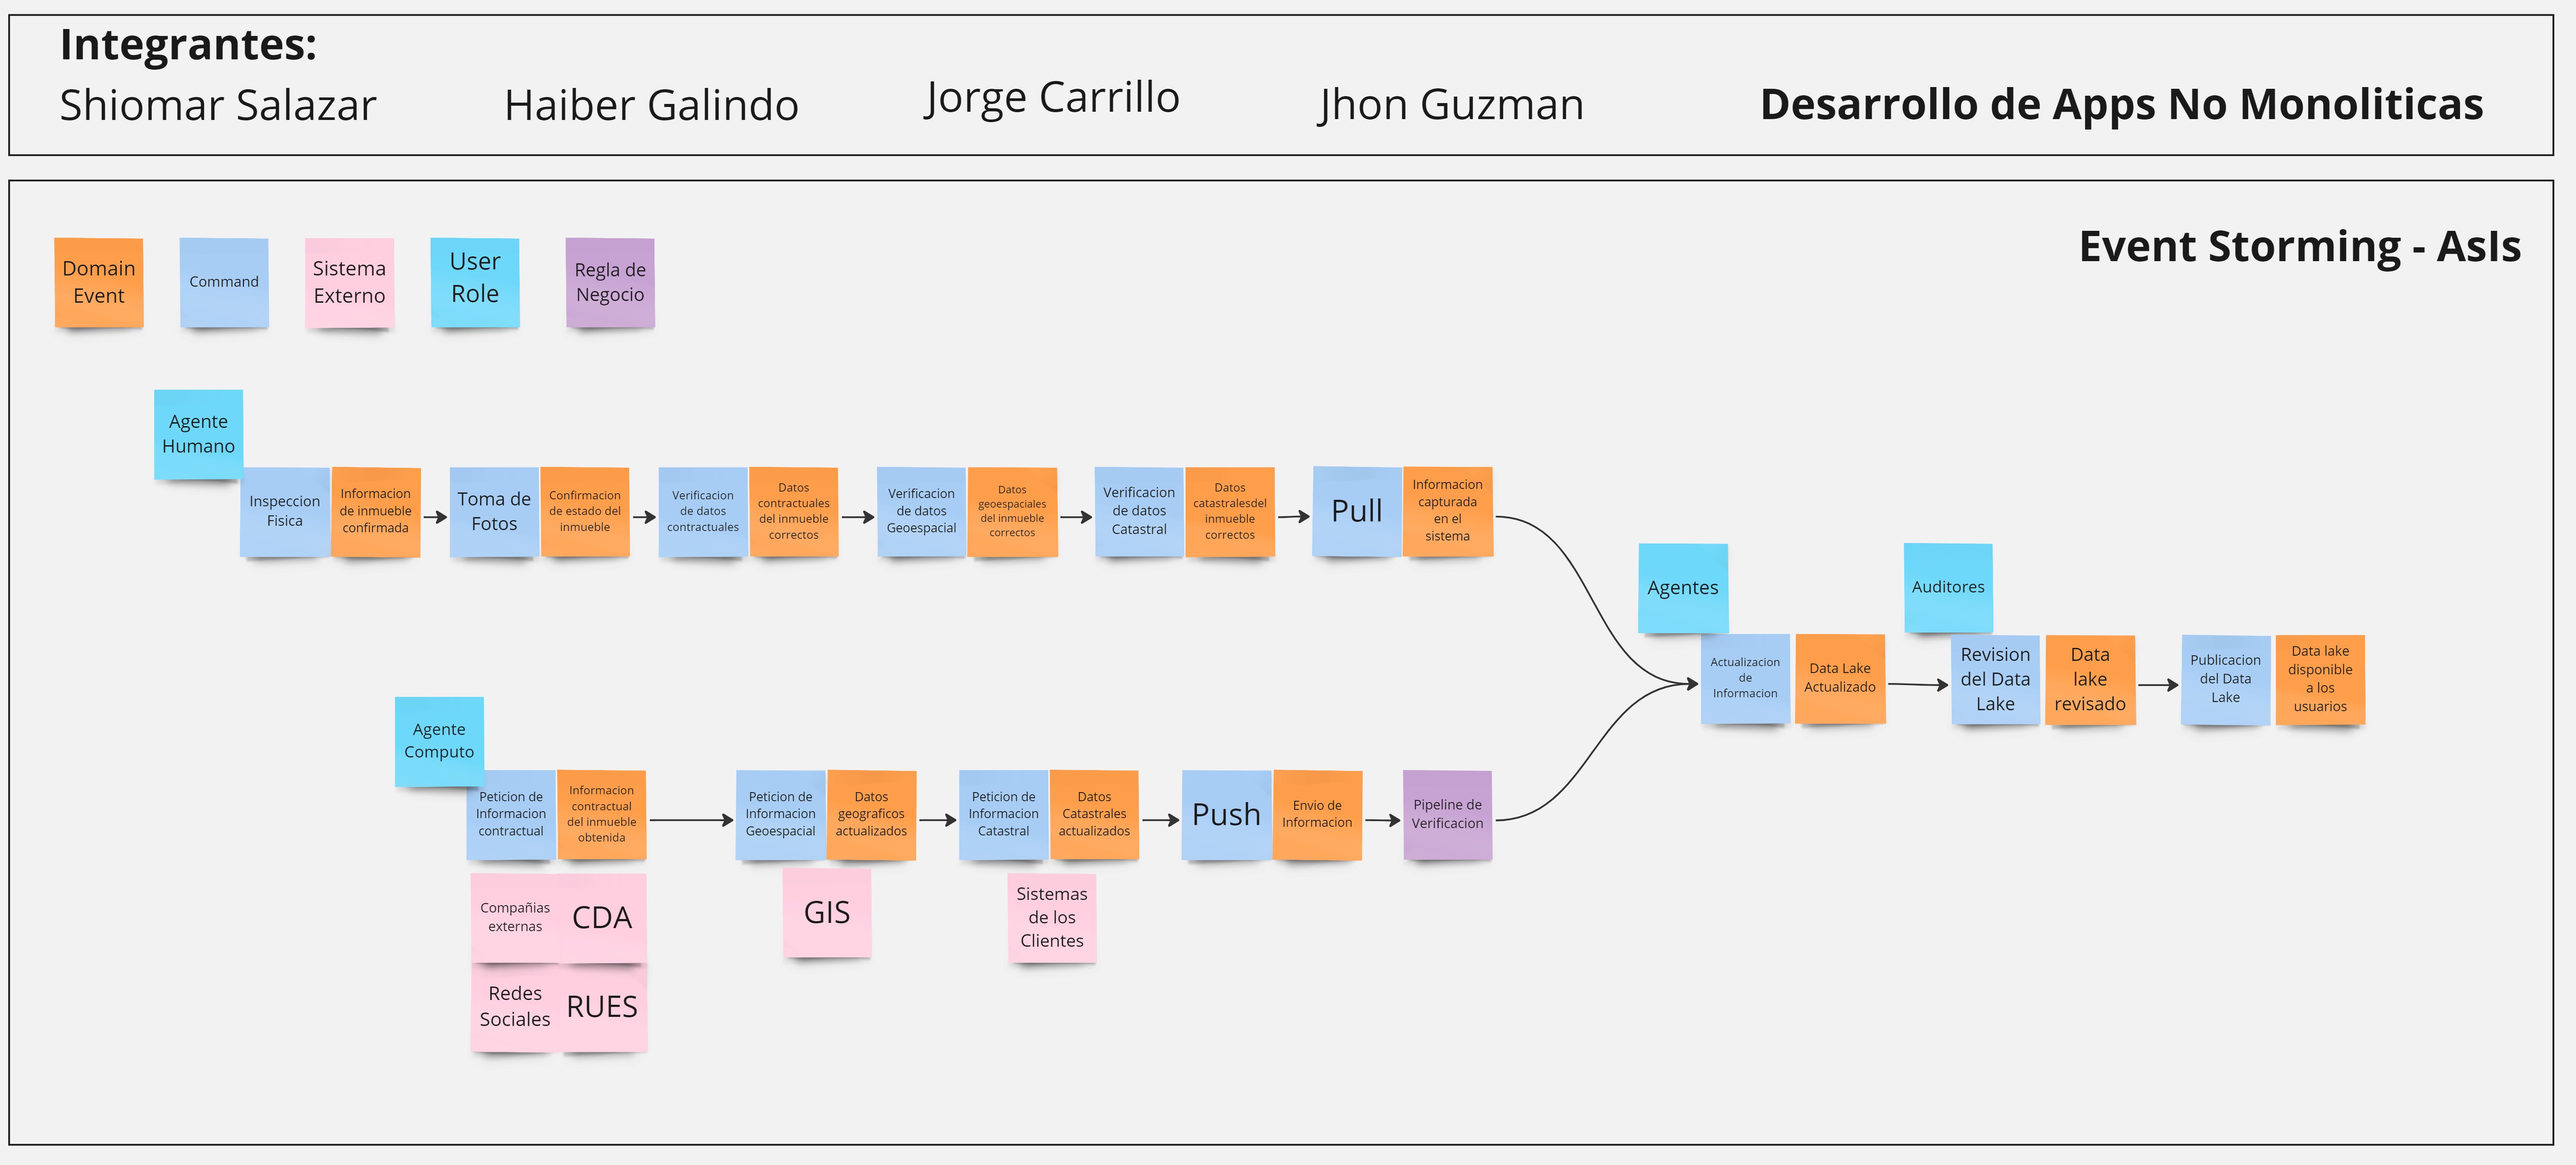 Integrantes:
Shiomar Salazar
Haiber Galindo
Jorge Carrillo
Jhon Guzman
Desarrollo de Apps No Monoliticas
Event Storming - AsIs
Domain
Event
Command
Sistema
Externo
User
Role
Regla de
Negocio
Agente
Humano
Inspeccion
Fisica
Informacion
de inmueble
confirmada
Toma de
Fotos
Confirmacion
de estado del
inmueble
Verificacion
de datos
contractuales
Datos
contractuales
del inmueble
correctos
Verificacion
de datos
Geoespacial
Datos
geoespaciales
del inmueble
correctos
Verificacion
de datos
Catastral
Datos
catastralesdel
inmueble
correctos
Pull
Informacion
capturada
en el
sistema
Agentes
Actualizacion
de
Informacion
Data Lake
Actualizado
Auditores
Revision
del Data
Lake
Data
lake
revisado
Publicacion
del Data
Lake
Data lake
disponible
a los
usuarios
Agente
Computo
Peticion de
Informacion
contractual
Informacion
contractual
del inmueble
obtenida
Peticion de
Informacion
Geoespacial
Datos
geograficos
actualizados
Peticion de
Informacion
Catastral
Datos
Catastrales
actualizados
Push
Envio de
Informacion
Pipeline de
Verificacion
Compañias
externas
CDA
Redes
Sociales
RUES
GIS
Sistemas
de los
Clientes